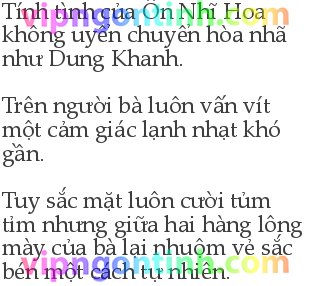 Tính tình của Ôn Nhĩ Hoa
không uyển chuyển hòa nhã
như Dung Khanh.
Trên người bà luôn vấn vít
một cảm giác lạnh nhạt khó
gần.
Tuy sắc mặt luôn cười tủm
tỉm nhưng giữa hai hàng lông
mày của bà lại nhuộm vẻ sắc
bén một cách tự nhiên.
vipngontinh.com
vipngontinh.com